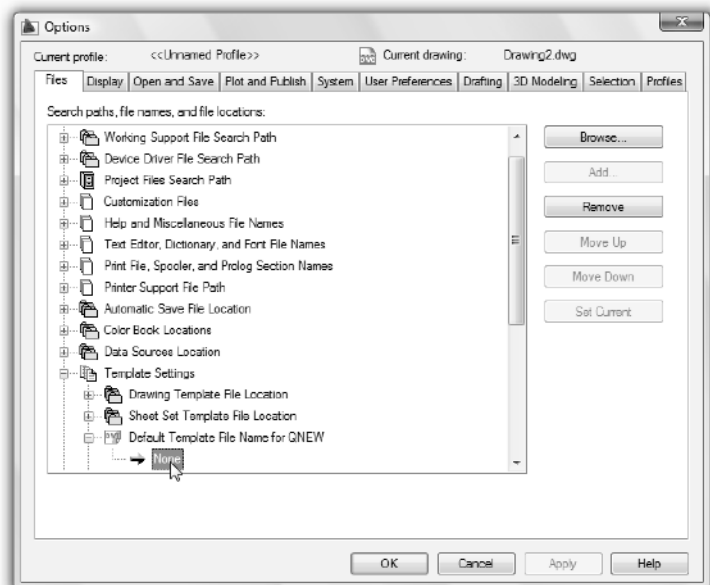 Options
Current profile: <<Unnamed Profile>> Current drawing: Drawing2.dwg
Files Display Open and Save Plot and Publish System User Preferences Drafting 3D Modeling Selection Profiles
Search paths, file names, and file locations:
Working Support File Search Path
Device Driver File Search Path
Project Files Search Path
Customization Files
Help and Miscellaneous File Names
Text Editor, Dictionary, and Font File Names
Print File, Spooler, and Prolog Section Names
Printer Support File Path
Automatic Save File Location
Color Book Locations
Data Sources Location
Template Settings
Drawing Template File Location
Sheet Set Template File Location
Default Template File Name for QNEW
None
Browse...
Add...
Remove
Move Up
Move Down
Set Current
OK Cancel Apply Help